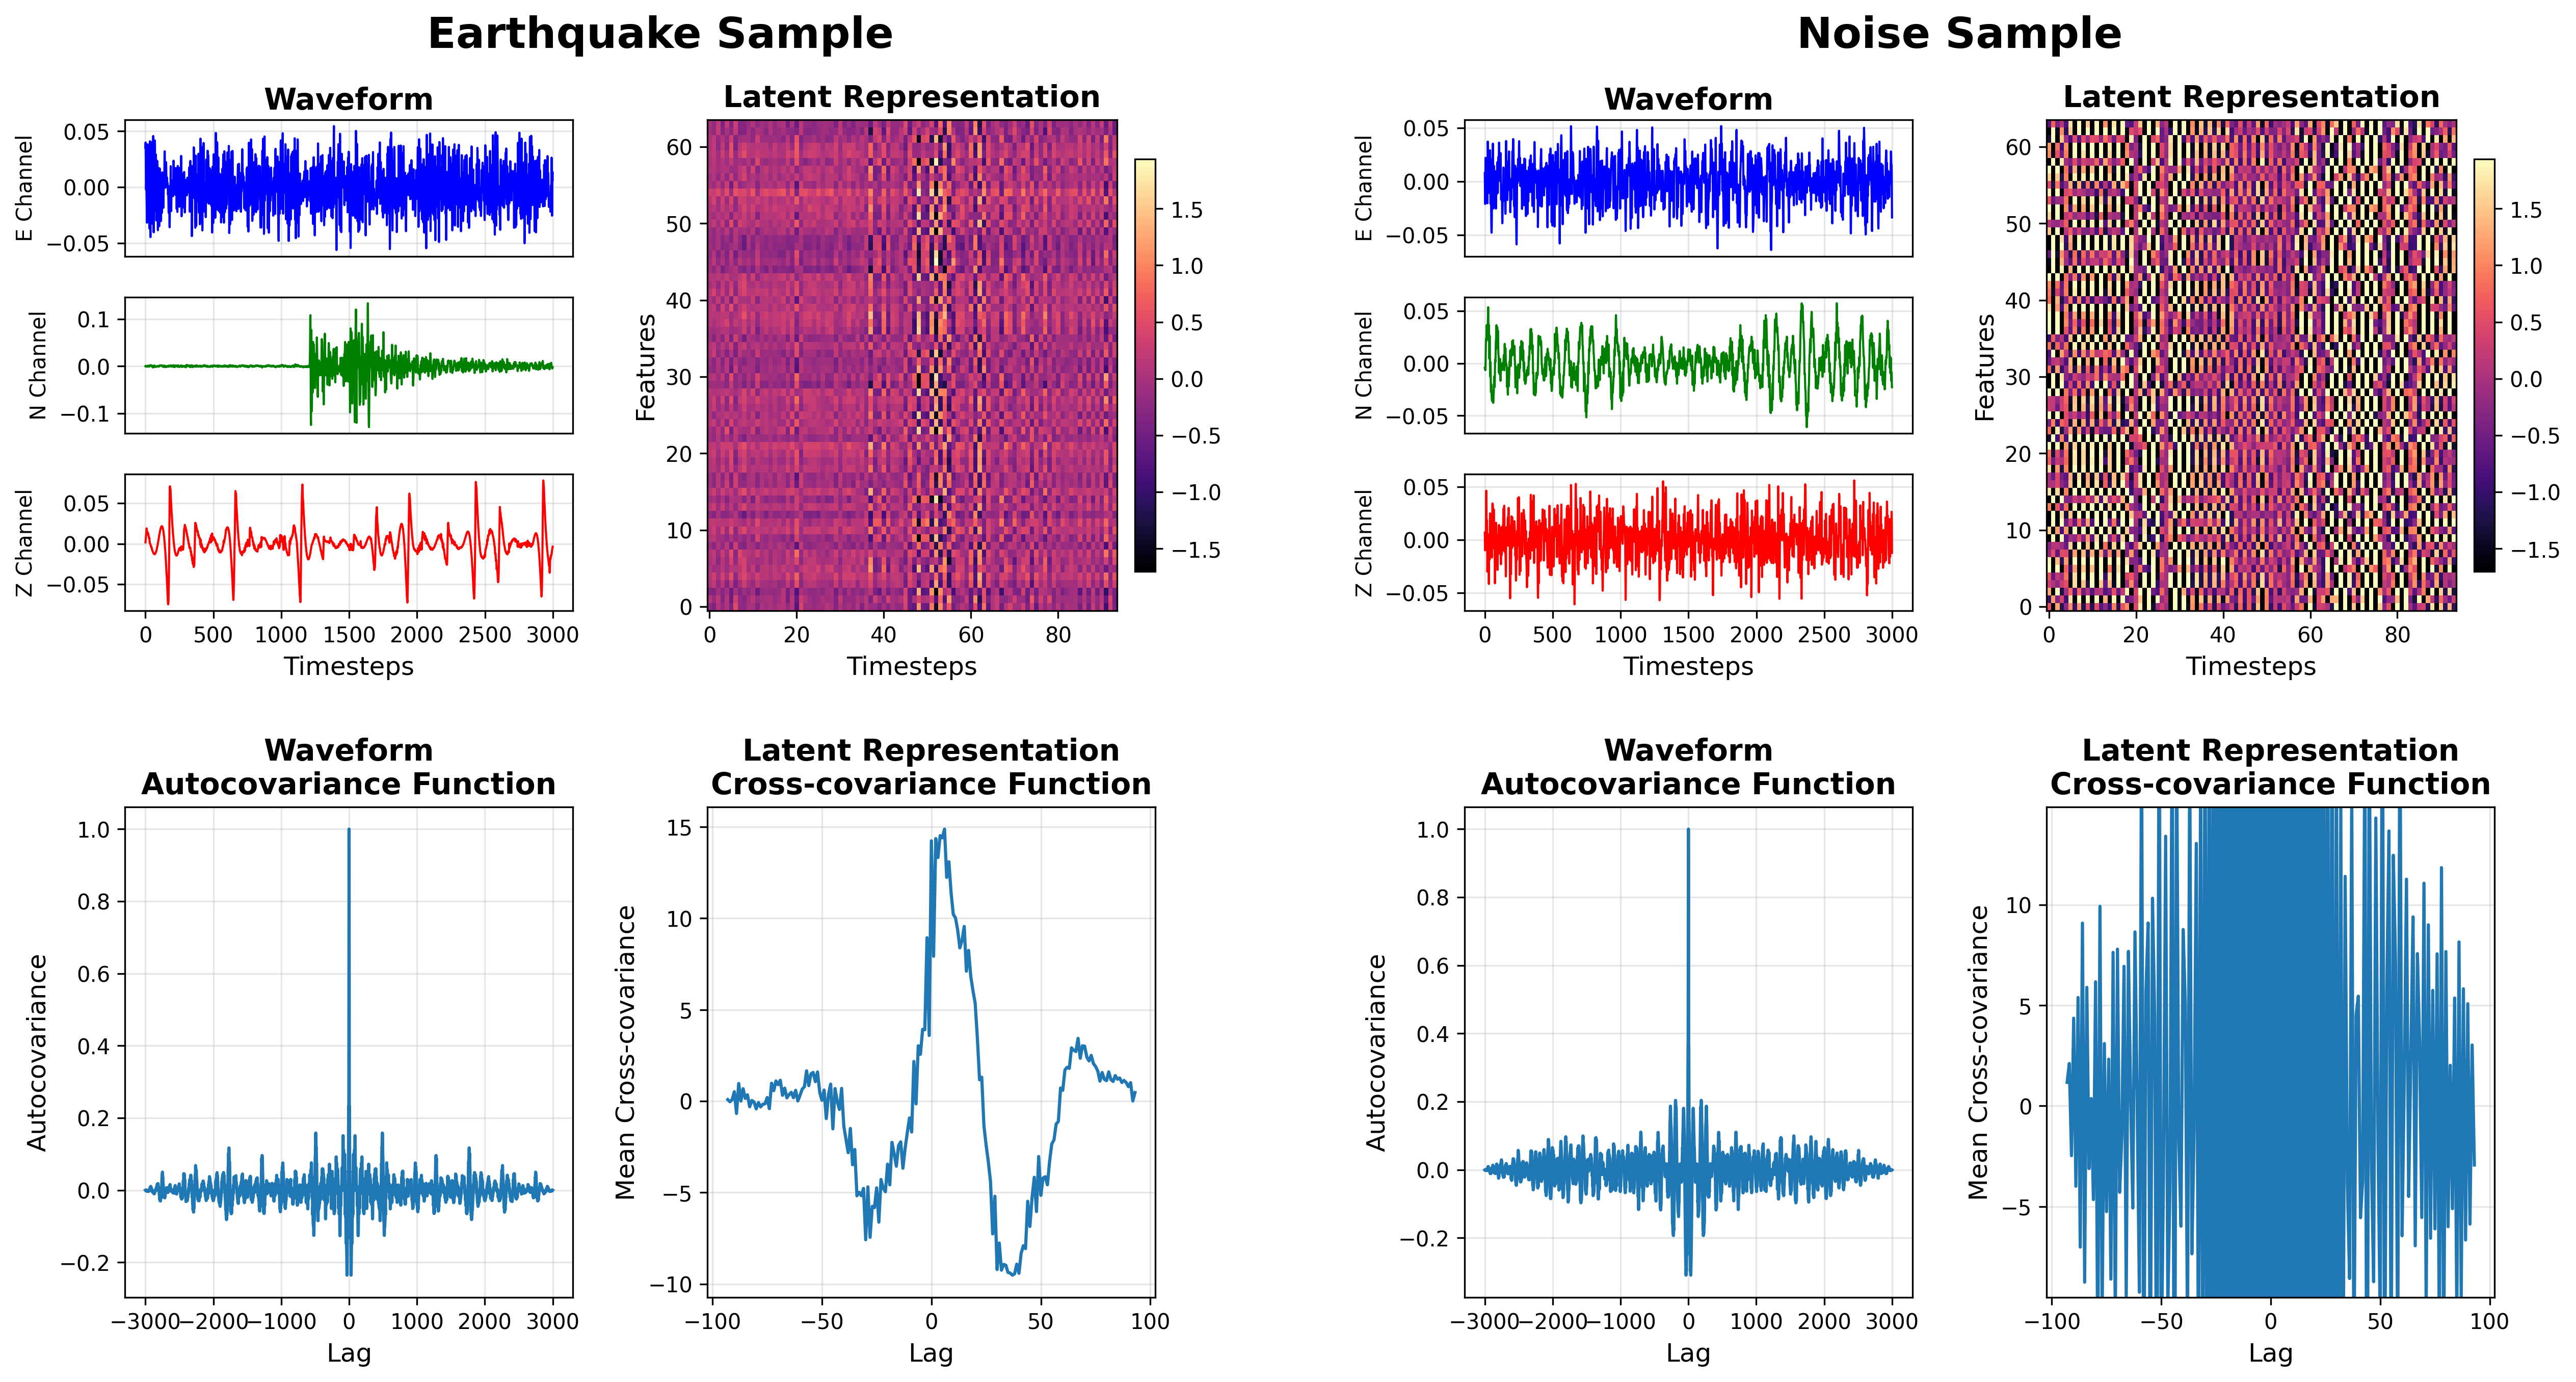 Earthquake Sample
Noise Sample
Waveform
E Channel
0.05
0.00
−0.05
N Channel
0.1
0.0
−0.1
Z Channel
0.05
0.00
−0.05
0 500 1000 1500 2000 2500 3000
Timesteps
Latent Representation
Features
60
50
40
30
20
10
0
0 20 40 60 80
Timesteps
1.5
1.0
0.5
0.0
−0.5
−1.0
−1.5
Waveform
E Channel
0.05
0.00
−0.05
N Channel
0.05
0.00
−0.05
Z Channel
0.05
0.00
−0.05
0 500 1000 1500 2000 2500 3000
Timesteps
Latent Representation
Features
60
50
40
30
20
10
0
0 20 40 60 80
Timesteps
1.5
1.0
0.5
0.0
−0.5
−1.0
−1.5
Waveform
Autocovariance Function
Autocovariance
1.0
0.8
0.6
0.4
0.2
0.0
−0.2
−3000 −2000 −1000 0 1000 2000 3000
Lag
Latent Representation
Cross-covariance Function
Mean Cross-covariance
15
10
5
0
−5
−10
−100 −50 0 50 100
Lag
Waveform
Autocovariance Function
Autocovariance
1.0
0.8
0.6
0.4
0.2
0.0
−0.2
−3000 −2000 −1000 0 1000 2000 3000
Lag
Latent Representation
Cross-covariance Function
Mean Cross-covariance
10
5
0
−5
−100 −50 0 50 100
Lag